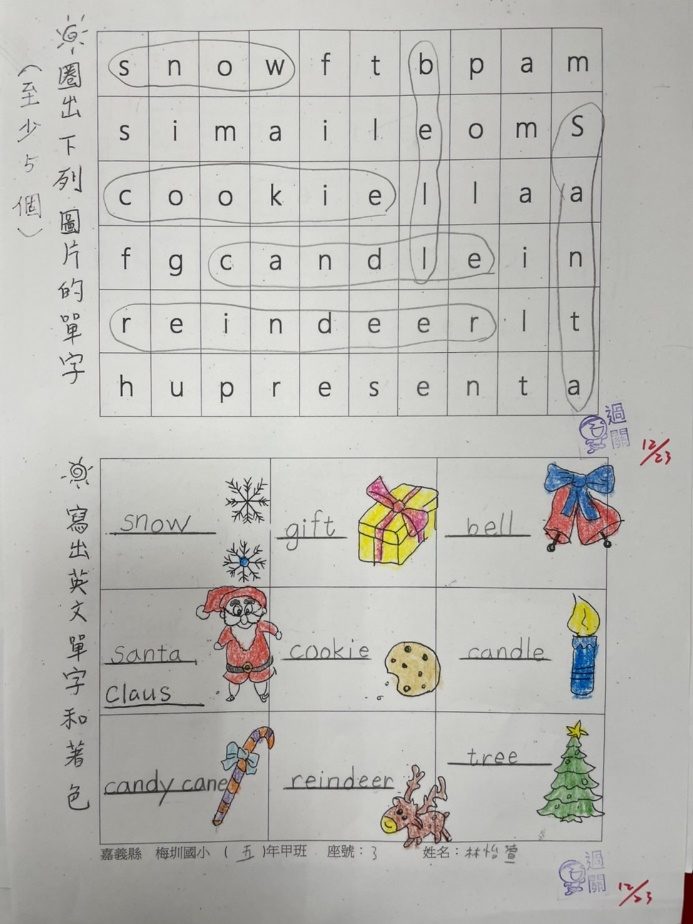 圈出下列圖片的單字
（至少5個）
s n o w f t b p a m
s i m a i l e o m S
c o o k i e l l a a
f g c a n d l e i n
r e i n d e e r l t
h u p r e s e n t a
過關
12/23
寫出英文單字和著色
snow gift bell
santa claus cookie candle
candy cane reindeer tree
嘉義縣 梅圳國小 (五)年甲班 座號：3 姓名：林怡萱
過關
12/23